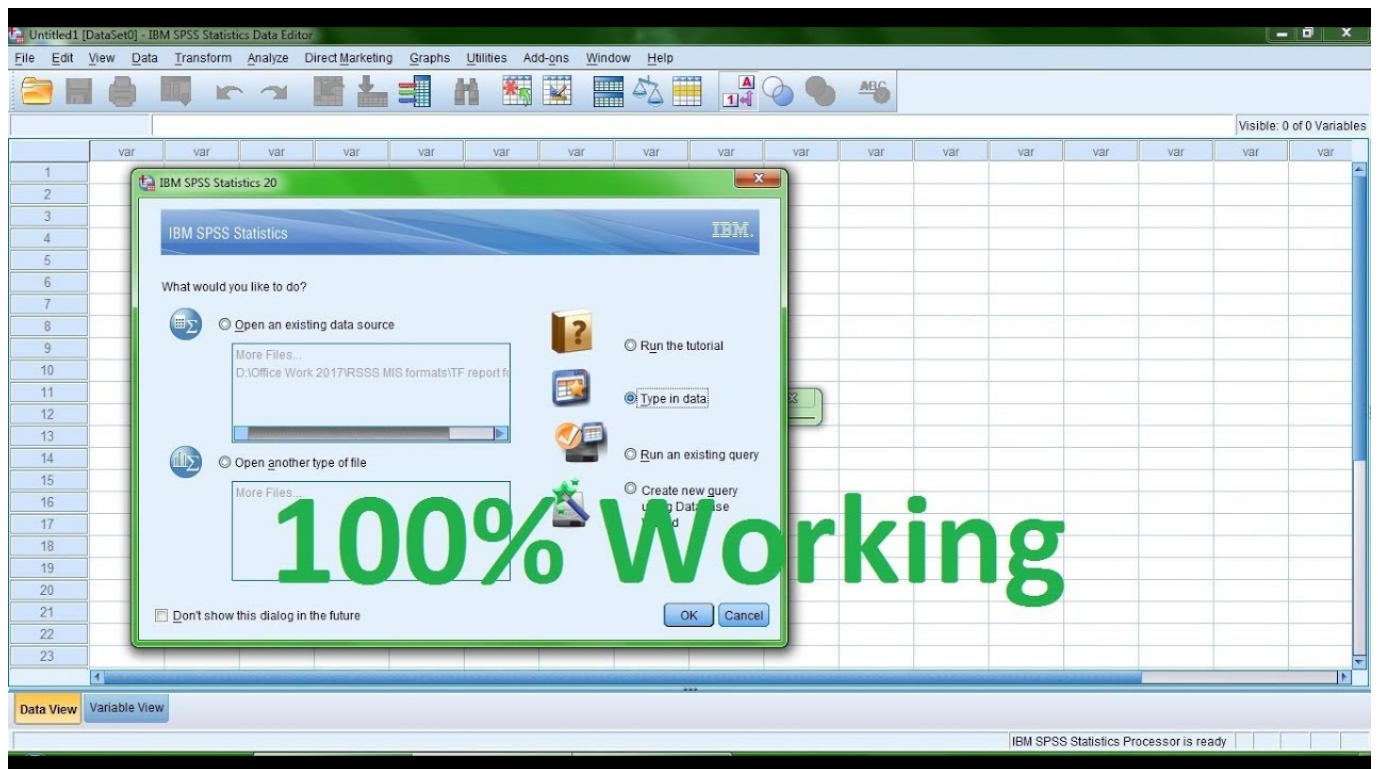 Untitled1 [DataSet0] - IBM SPSS Statistics Data Editor
File Edit View Data Transform Analyze Direct Marketing Graphs Utilities Add-ons Window Help
Visible: 0 of 0 Variables
var var var var var var var var var var var var var var var var var
1
2
3
4
5
6
7
8
9
10
11
12
13
14
15
16
17
18
19
20
21
22
23
IBM SPSS Statistics 20
IBM SPSS Statistics IBM.
What would you like to do?
Open an existing data source
More Files...
D:\Office Work 2017\RSSS MIS formats\TF report
Open another type of file
More Files...
Run the tutorial
Type in data
Run an existing query
Create new query
using Database
100% Working
Don't show this dialog in the future
OK Cancel
Data View Variable View
IBM SPSS Statistics Processor is ready